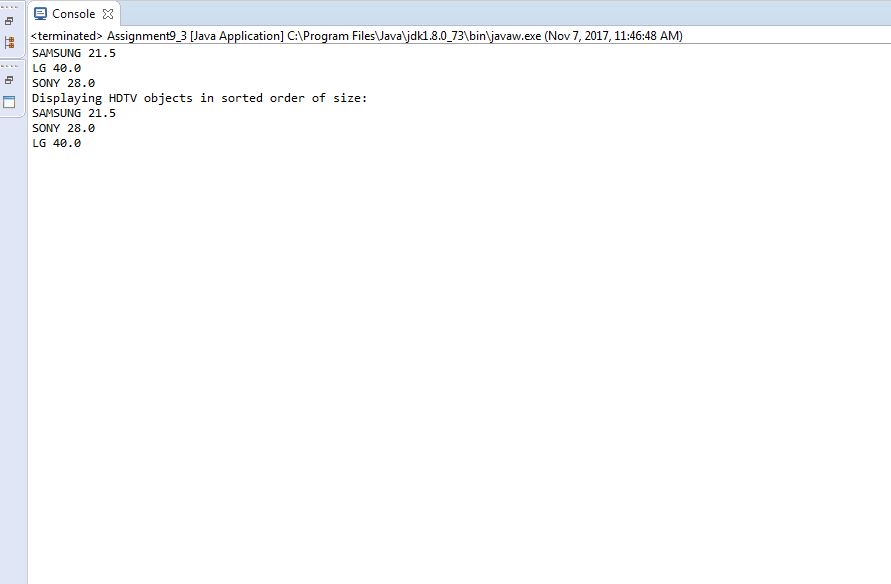 Console
<terminated> Assignment9_3 [Java Application] C:\Program Files\Java\jdk1.8.0_73\bin\javaw.exe (Nov 7, 2017, 11:46:48 AM)
SAMSUNG 21.5
LG 40.0
SONY 28.0
Displaying HDTV objects in sorted order of size:
SAMSUNG 21.5
SONY 28.0
LG 40.0